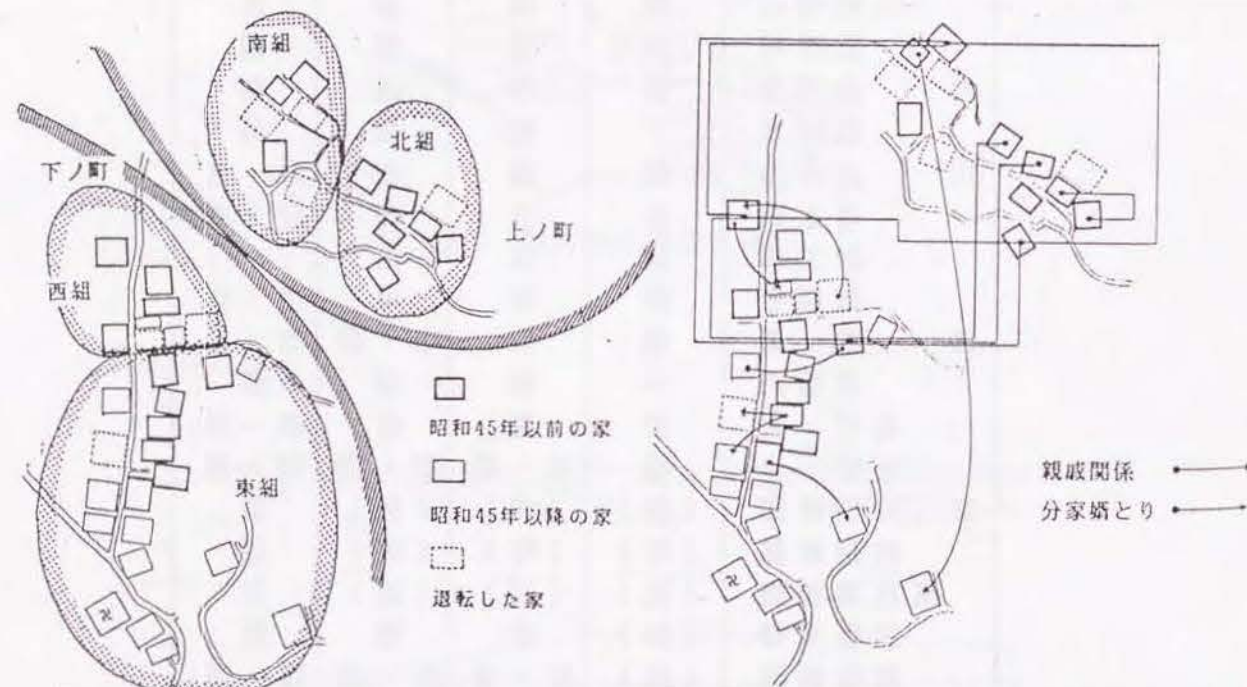 南組
北組
下ノ町
上ノ町
西組
東組
昭和45年以前の家
昭和45年以降の家
退転した家
卍
親戚関係
分家婿とり
卍